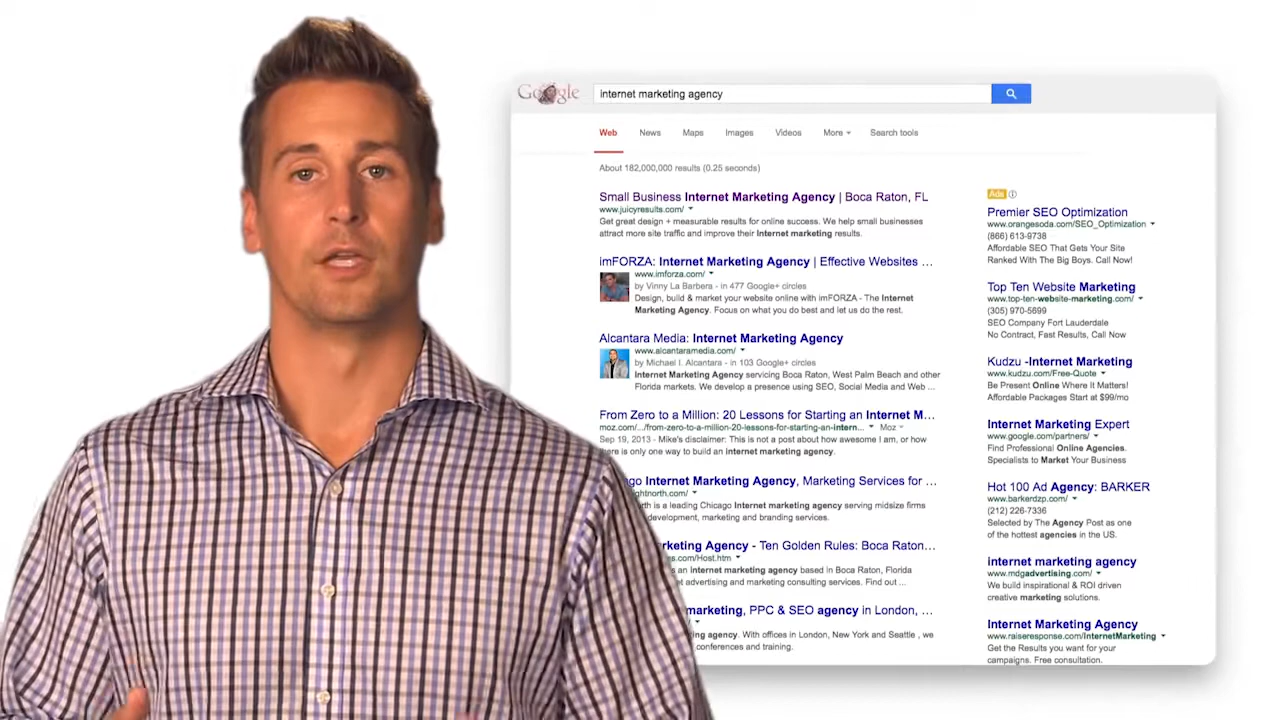 Google
internet marketing agency
Web News Maps Images Videos More Search tools
About 182,000,000 results (0.25 seconds)
Small Business Internet Marketing Agency | Boca Raton, FL
www.juicyresults.com/
Get great design + measurable results for online success. We help small businesses
attract more site traffic and improve their Internet marketing results.
imFORZA: Internet Marketing Agency | Effective Websites ...
www.imforza.com/
by Vinny La Barbera - in 477 Google+ circles
Design, build & market your website online with imFORZA - The Internet
Marketing Agency. Focus on what you do best and let us do the rest.
Alcantara Media: Internet Marketing Agency
www.alcantaramedia.com/
by Michael I. Alcantara - in 103 Google+ circles
Internet Marketing Agency servicing Boca Raton, West Palm Beach and other
Florida markets. We develop a presence using SEO, Social Media and Web ...
From Zero to a Million: 20 Lessons for Starting an Internet M...
moz.com/.../from-zero-to-a-million-20-lessons-for-starting-an-intern... Moz
Sep 19, 2013 - Mike's disclaimer: This is not a post about how awesome I am, or how
there is only one way to build an internet marketing agency.
go Internet Marketing Agency, Marketing Services for ...
ightnorth.com/
rth is a leading Chicago Internet marketing agency serving midsize firms
development, marketing and branding services.
rketing Agency - Ten Golden Rules: Boca Raton...
es.com/Host.htm
s an internet marketing agency based in Boca Raton, Florida
et advertising and marketing consulting services. Find out ...
marketing, PPC & SEO agency in London, ...
ing agency. With offices in London, New York and Seattle , we
conferences and training.
Ads
Premier SEO Optimization
www.orangesoda.com/SEO_Optimization
(866) 613-9738
Affordable SEO That Gets Your Site
Ranked With The Big Boys. Call Now!
Top Ten Website Marketing
www.top-ten-website-marketing.com/
(305) 970-5699
SEO Company Fort Lauderdale
No Contract, Fast Results, Call Now
Kudzu -Internet Marketing
www.kudzu.com/Free-Quote
Be Present Online Where It Matters!
Affordable Packages Start at $99/mo
Internet Marketing Expert
www.google.com/partners/
Find Professional Online Agencies.
Specialists to Market Your Business
Hot 100 Ad Agency: BARKER
www.barkerdzp.com/
(212) 226-7336
Selected by The Agency Post as one
of the hottest agencies in the US.
internet marketing agency
www.mdgadvertising.com/
We build inspirational & ROI driven
creative marketing solutions.
Internet Marketing Agency
www.raiseresponse.com/InternetMarketing
Get the Results you want for your
campaigns. Free consultation.